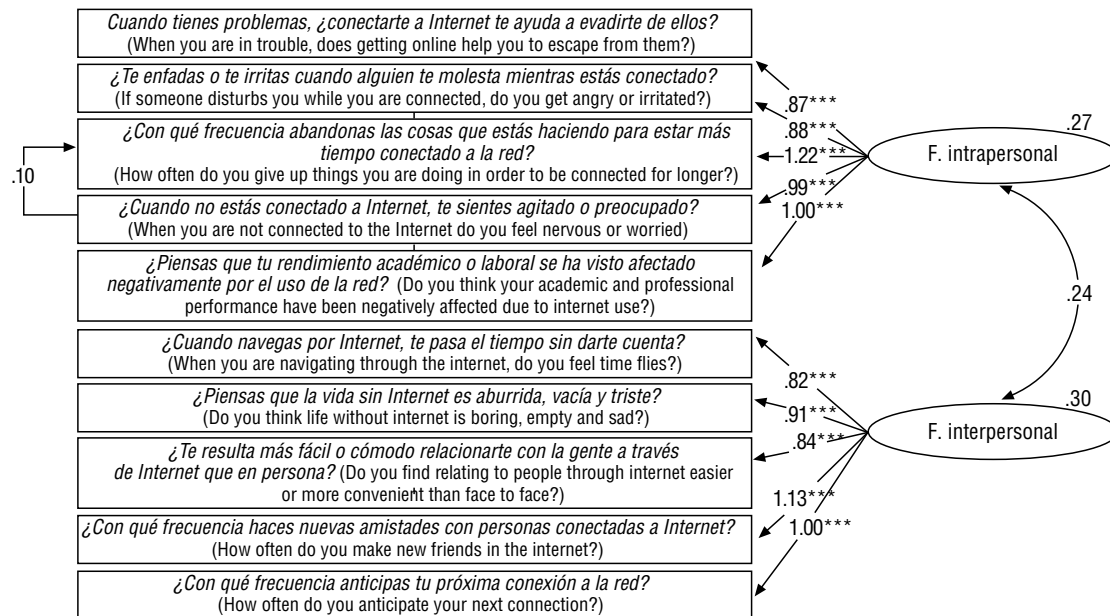 Cuando tienes problemas, ¿conectarte a Internet te ayuda a evadirte de ellos?
(When you are in trouble, does getting online help you to escape from them?)
¿Te enfadas o te irritas cuando alguien te molesta mientras estás conectado?
(If someone disturbs you while you are connected, do you get angry or irritated?)
¿Con qué frecuencia abandonas las cosas que estás haciendo para estar más
tiempo conectado a la red?
(How often do you give up things you are doing in order to be connected for longer?)
¿Cuando no estás conectado a Internet, te sientes agitado o preocupado?
(When you are not connected to the Internet do you feel nervous or worried)
¿Piensas que tu rendimiento académico o laboral se ha visto afectado
negativamente por el uso de la red? (Do you think your academic and professional
performance have been negatively affected due to internet use?)
.10
.87***
.88***
1.22***
.99***
1.00***
.27
F. intrapersonal
.24
¿Cuando navegas por Internet, te pasa el tiempo sin darte cuenta?
(When you are navigating through the internet, do you feel time flies?)
¿Piensas que la vida sin Internet es aburrida, vacía y triste?
(Do you think life without internet is boring, empty and sad?)
¿Te resulta más fácil o cómodo relacionarte con la gente a través
de Internet que en persona? (Do you find relating to people through internet easier
or more convenient than face to face?)
¿Con qué frecuencia haces nuevas amistades con personas conectadas a Internet?
(How often do you make new friends in the internet?)
¿Con qué frecuencia anticipas tu próxima conexión a la red?
(How often do you anticipate your next connection?)
.82***
.91***
.84***
1.13***
1.00***
.30
F. interpersonal